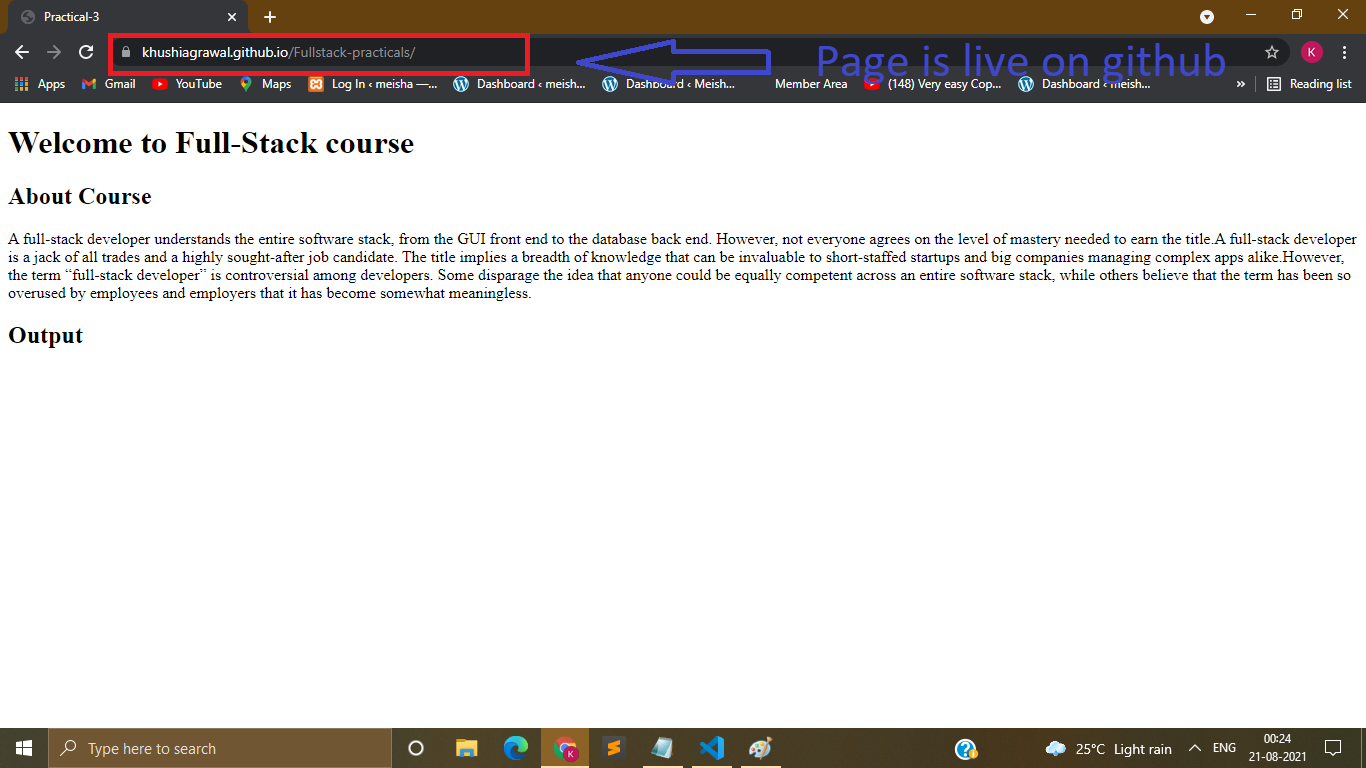 Practical-3
khushiagrawal.github.io/Fullstack-practicals/
Page is live on github
K
Apps
Gmail
YouTube
Maps
Log In ‹ meisha —...
Dashboard ‹ meish...
Dashboard ‹ Meish...
Member Area
(148) Very easy Cop...
Dashboard ‹ meish...
»
Reading list
Welcome to Full-Stack course
About Course
A full-stack developer understands the entire software stack, from the GUI front end to the database back end. However, not everyone agrees on the level of mastery needed to earn the title.A full-stack developer
is a jack of all trades and a highly sought-after job candidate. The title implies a breadth of knowledge that can be invaluable to short-staffed startups and big companies managing complex apps alike.However,
the term “full-stack developer” is controversial among developers. Some disparage the idea that anyone could be equally competent across an entire software stack, while others believe that the term has been so
overused by employees and employers that it has become somewhat meaningless.
Output
Type here to search
K
25°C Light rain
ENG
00:24
21-08-2021